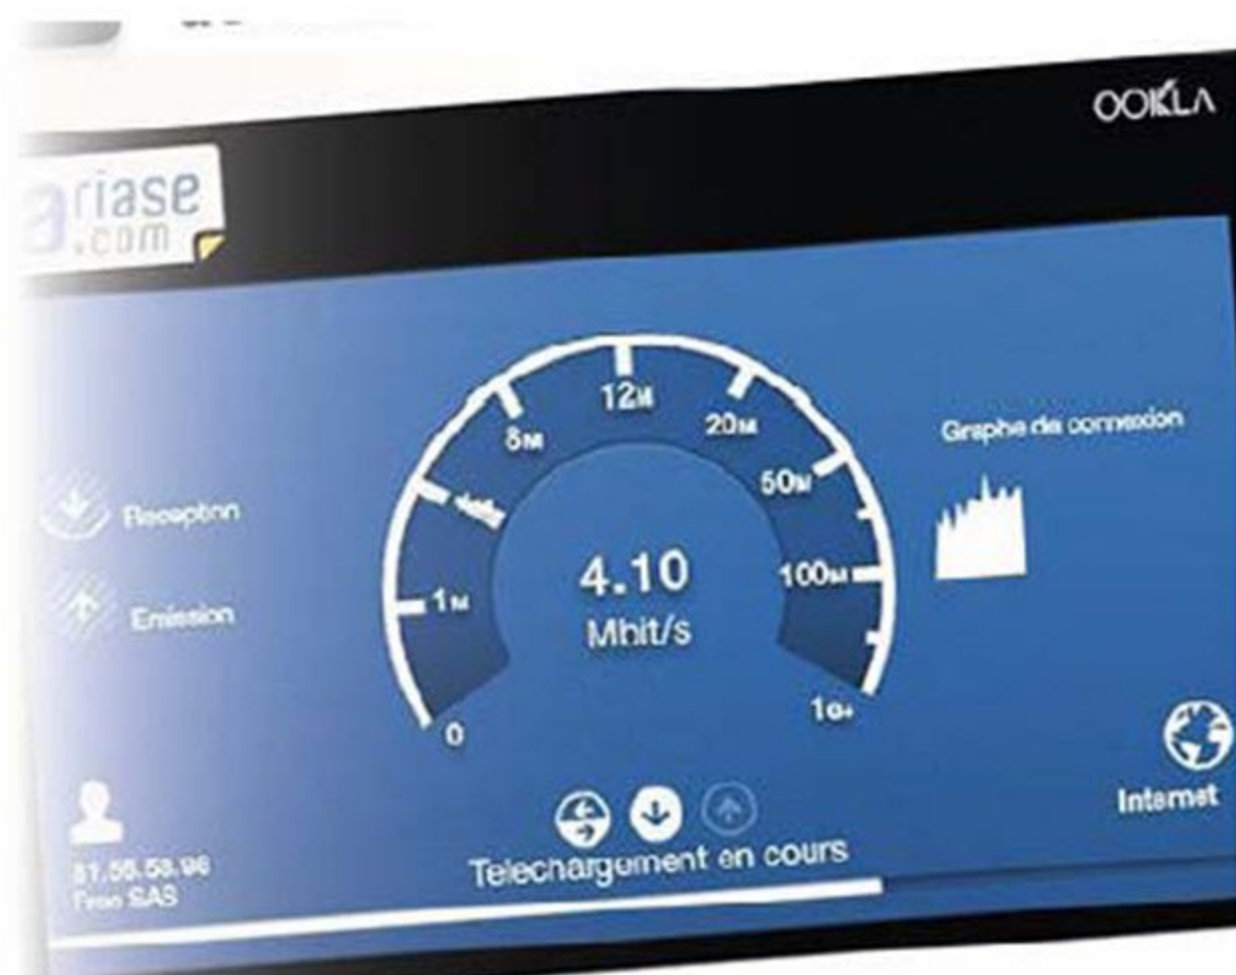 OOKLA
ariase
.com
12M
8M
20M
Graphe de connexion
50M
Reception
4.10
100M
1M
Mbit/s
Emission
1G+
0
Internet
Telechargement en cours
Free SAS